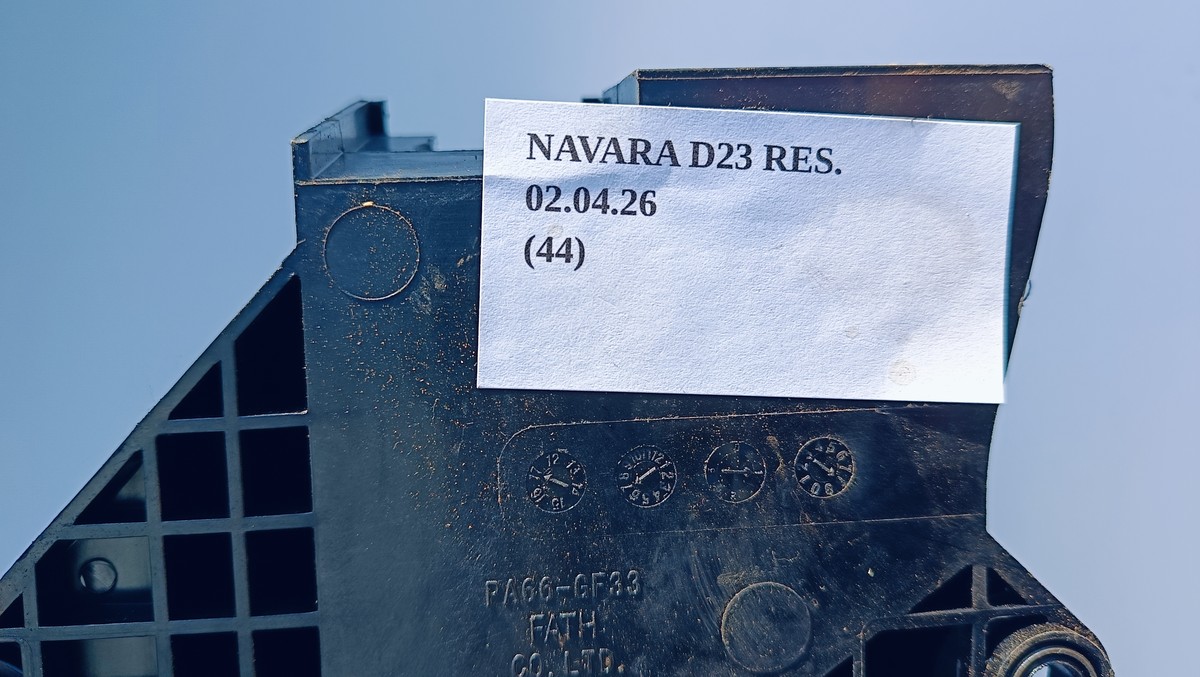 NAVARA D23 RES.
02.04.26
(44)
PA66-GF33
FATH
CO.LTD.